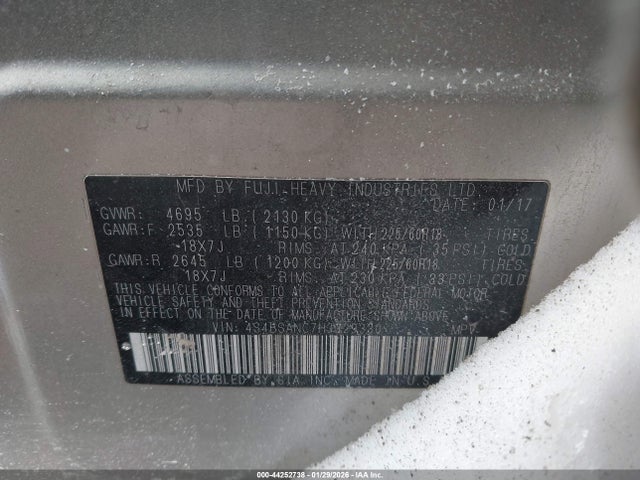 MFD BY FUJI HEAVY INDUSTRIES LTD.
DATE: 01/17
GVWR: 4695 LB (2130 KG)
GAWR:F 2535 LB (1150 KG) WITH 225/60R18 TIRES
18X7J RIMS, AT 240 KPA ( 35 PSI) COLD
GAWR:R 2645 LB (1200 KG) WITH 225/60R18 TIRES
18X7J RIMS, AT 230 KPA ( 33 PSI) COLD
THIS VEHICLE CONFORMS TO ALL APPLICABLE FEDERAL MOTOR
VEHICLE SAFETY AND THEFT PREVENTION STANDARDS
IN EFFECT ON THE DATE OF MANUFACTURE SHOWN ABOVE.
VIN: MPV
ASSEMBLED BY SIA, INC. MADE IN U.S.
000-44252738 - 01/29/2026 - IAAI.COM